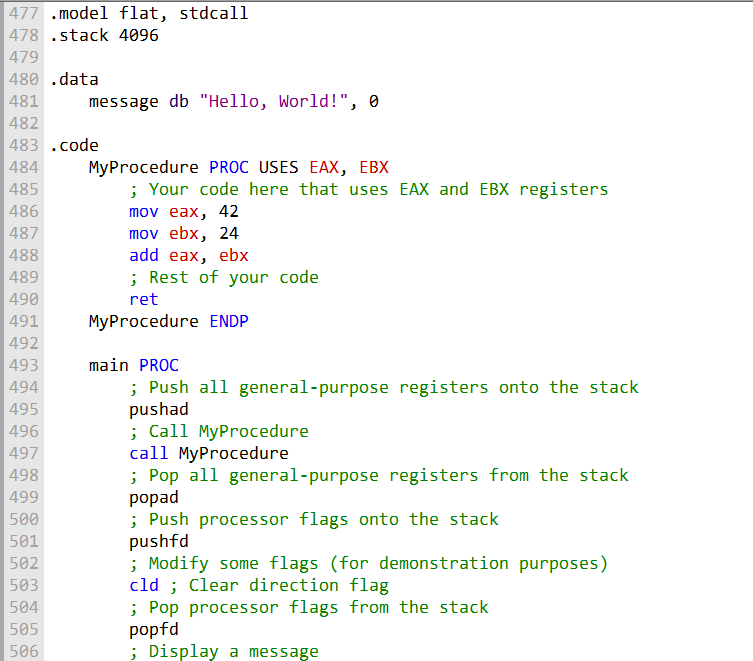 477 .model flat, stdcall
478 .stack 4096
479
480 .data
481     message db "Hello, World!", 0
482
483 .code
484     MyProcedure PROC USES EAX, EBX
485         ; Your code here that uses EAX and EBX registers
486         mov eax, 42
487         mov ebx, 24
488         add eax, ebx
489         ; Rest of your code
490         ret
491     MyProcedure ENDP
492
493     main PROC
494         ; Push all general-purpose registers onto the stack
495         pushad
496         ; Call MyProcedure
497         call MyProcedure
498         ; Pop all general-purpose registers from the stack
499         popad
500         ; Push processor flags onto the stack
501         pushfd
502         ; Modify some flags (for demonstration purposes)
503         cld ; Clear direction flag
504         ; Pop processor flags from the stack
505         popfd
506         ; Display a message